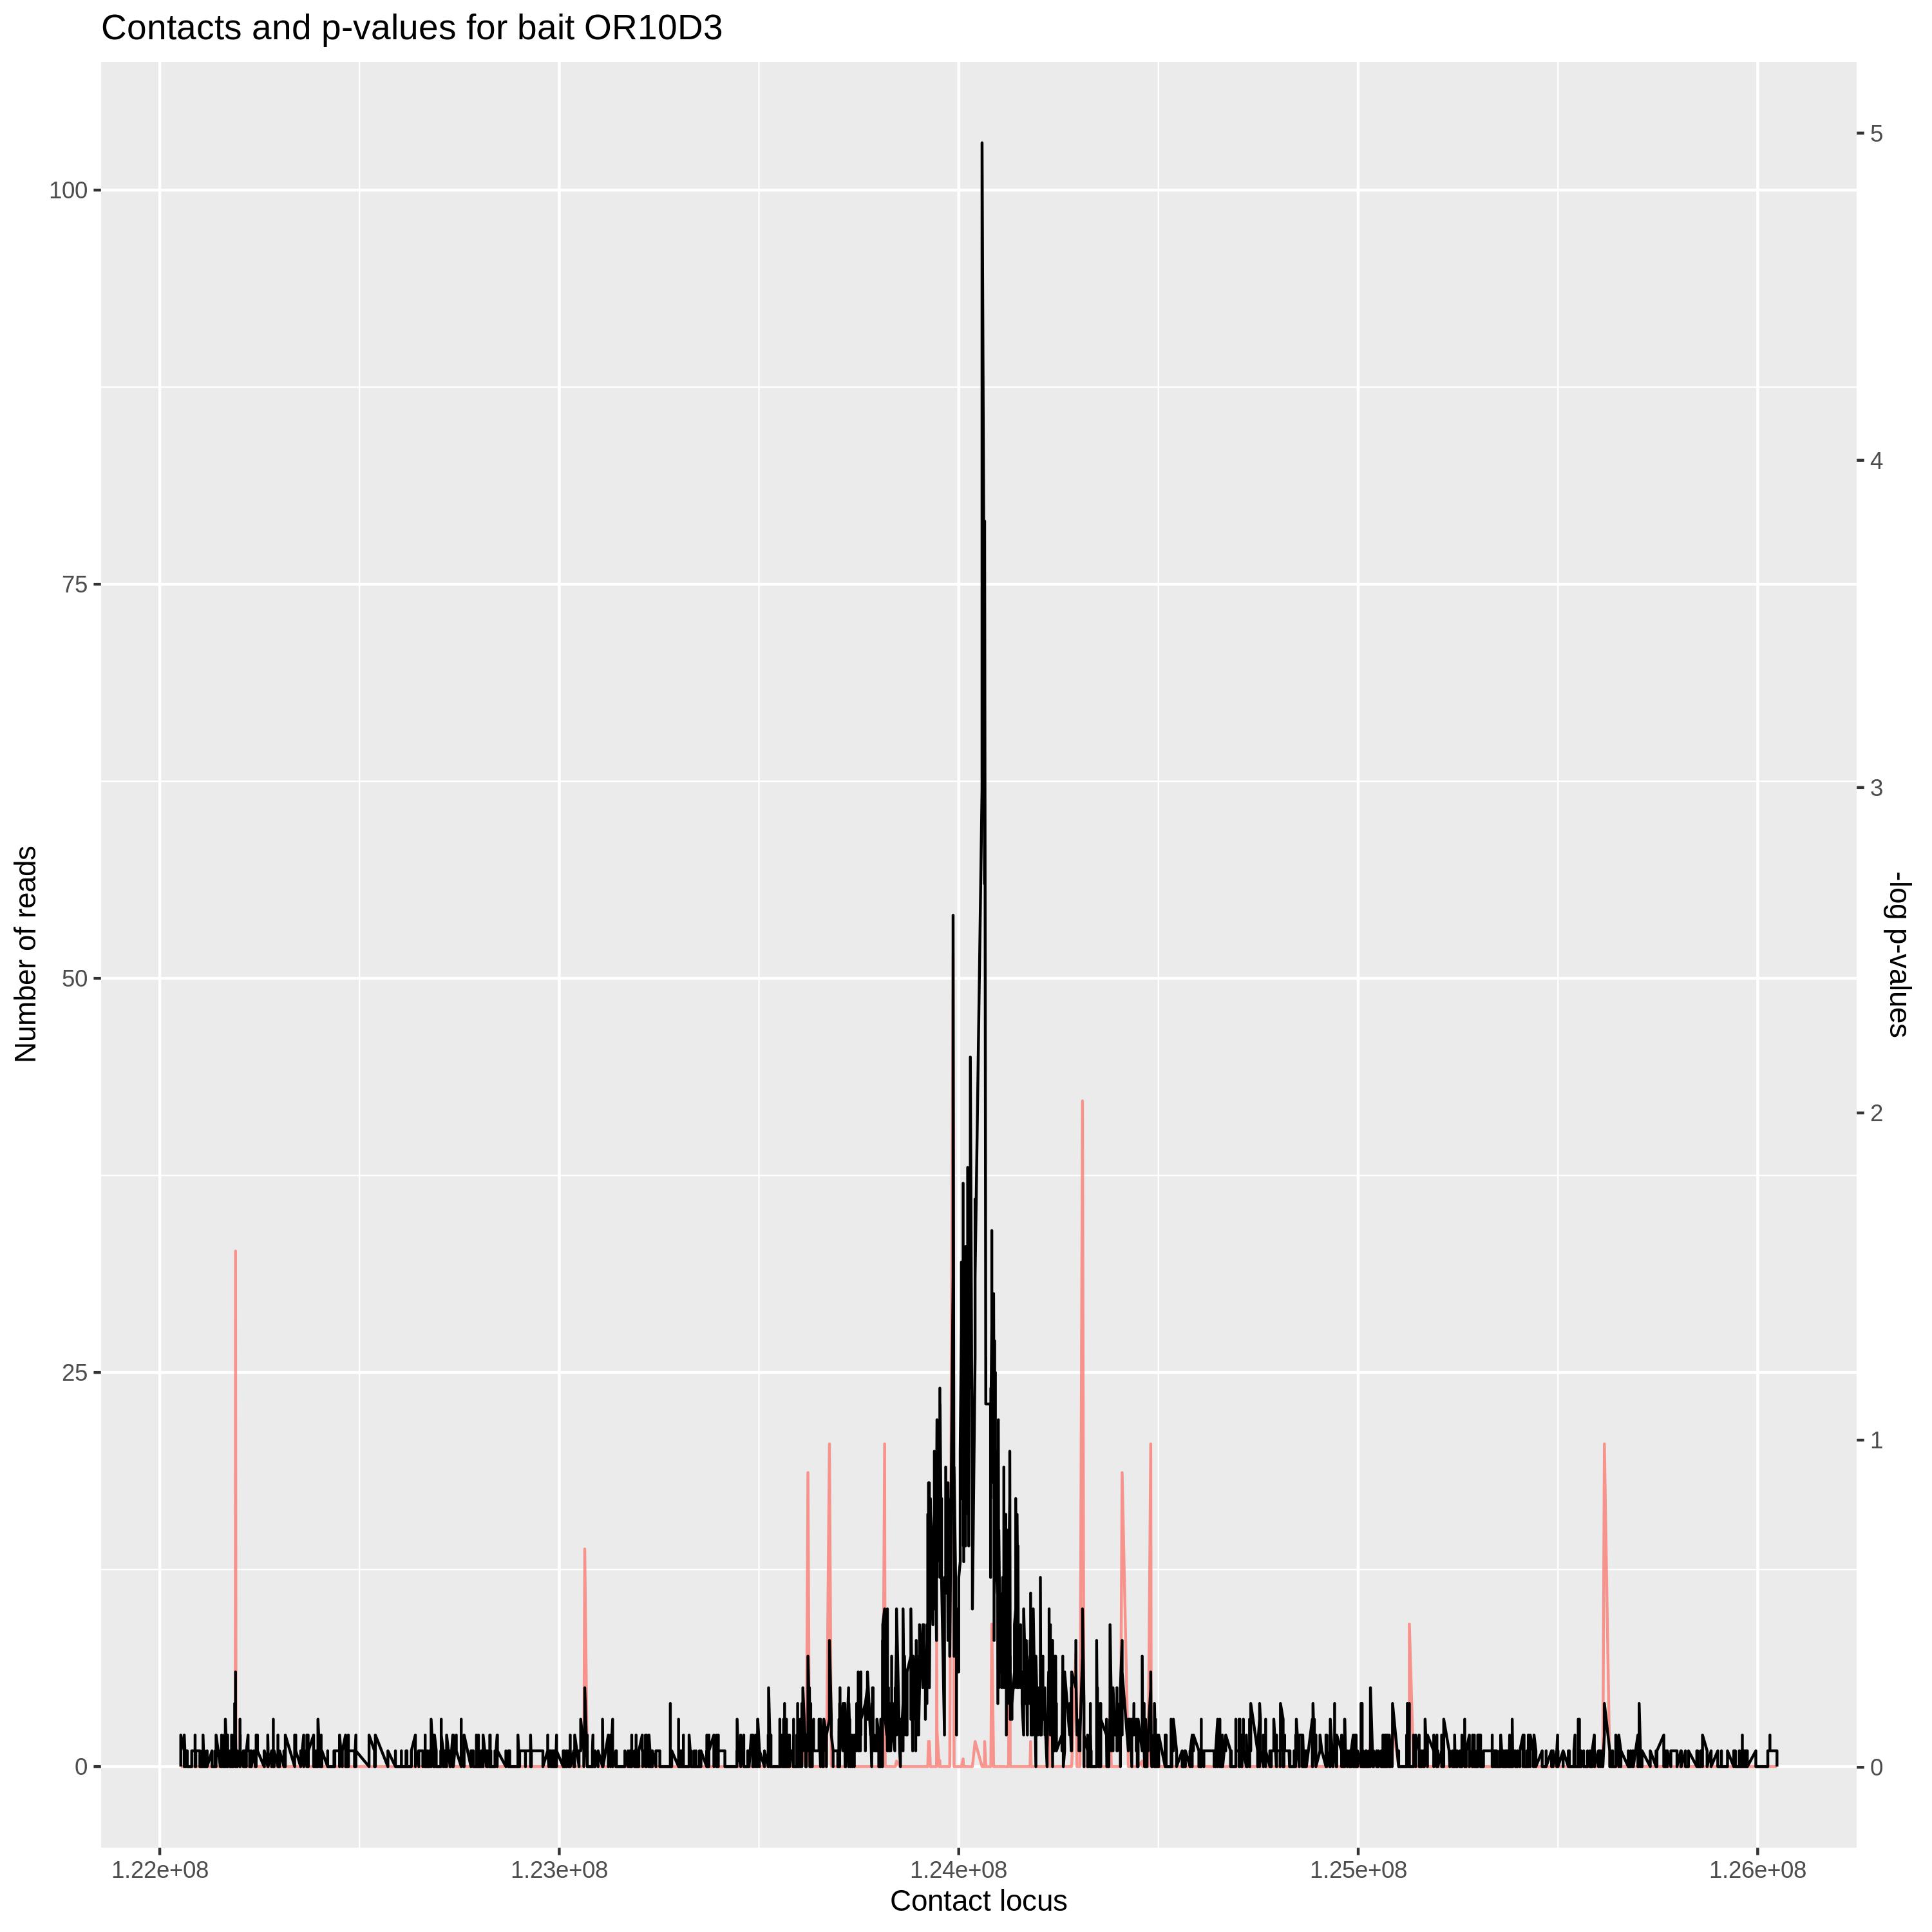 Contacts and p-values for bait OR10D3
100
75
50
25
0
Number of reads
5
4
3
2
1
0
-log p-values
1.22e+08 1.23e+08 1.24e+08 1.25e+08 1.26e+08
Contact locus